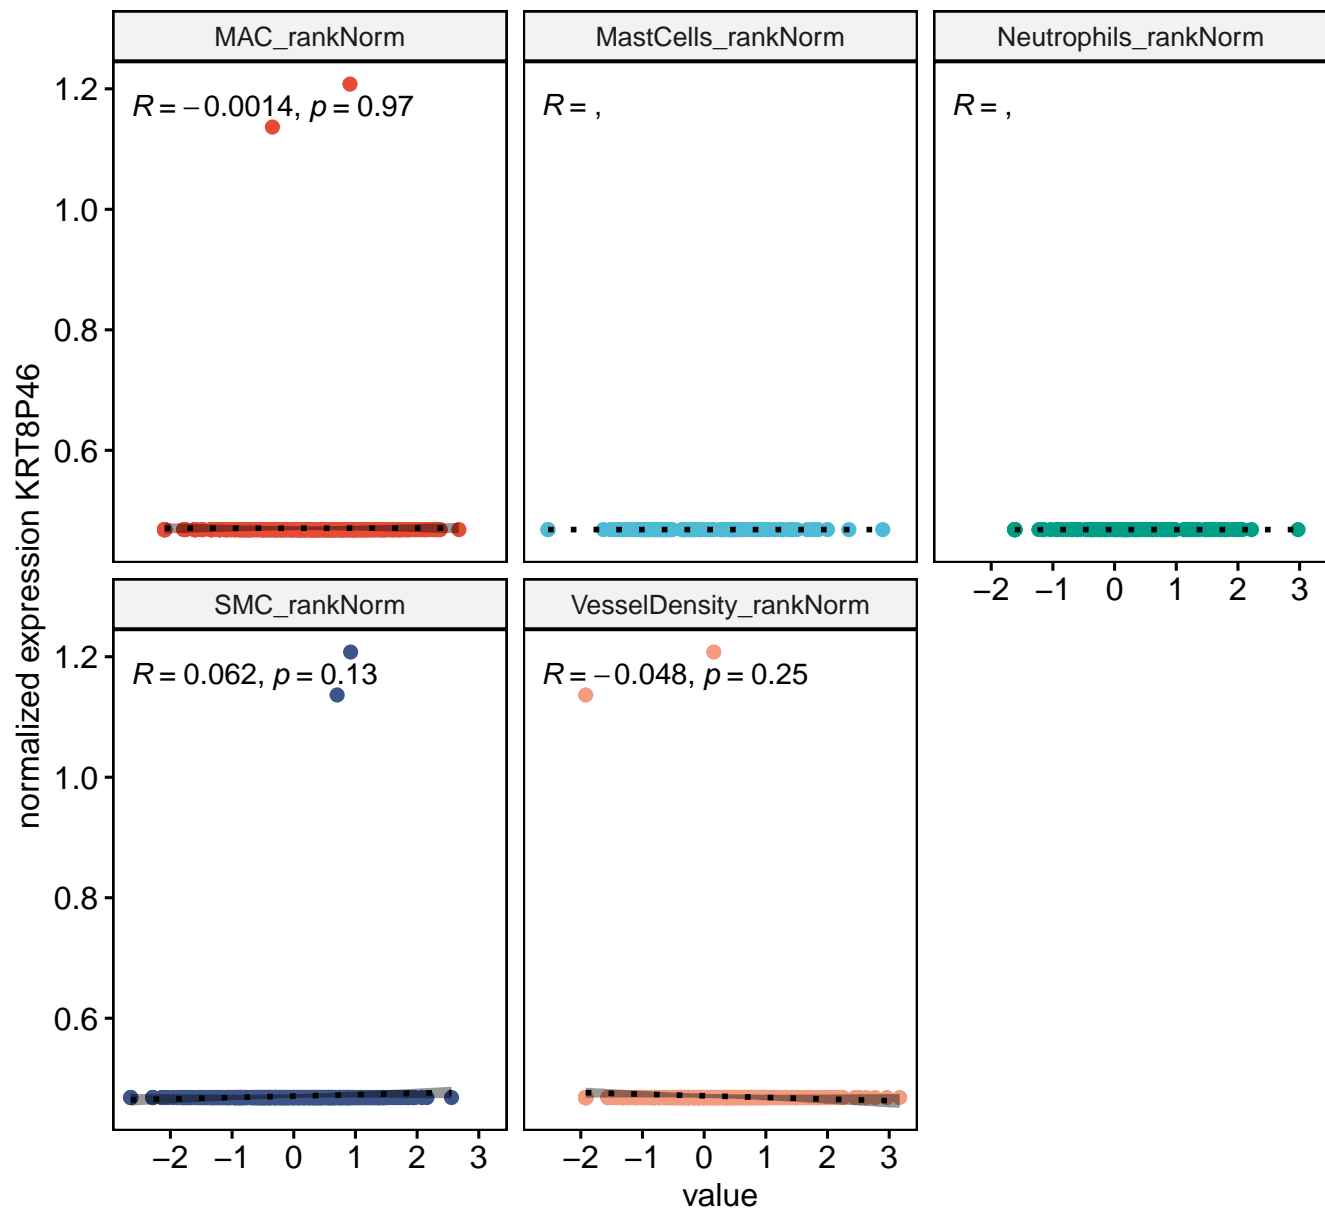 MAC_rankNorm
MastCells_rankNorm
Neutrophils_rankNorm
R = −0.0014, p = 0.97
R = ,
R = ,
1.2
1.0
0.8
0.6
−2 −1 0 1 2 3
SMC_rankNorm
VesselDensity_rankNorm
R = 0.062, p = 0.13
R = −0.048, p = 0.25
1.2
1.0
0.8
0.6
−2 −1 0 1 2 3
−2 −1 0 1 2 3
value
normalized expression KRT8P46